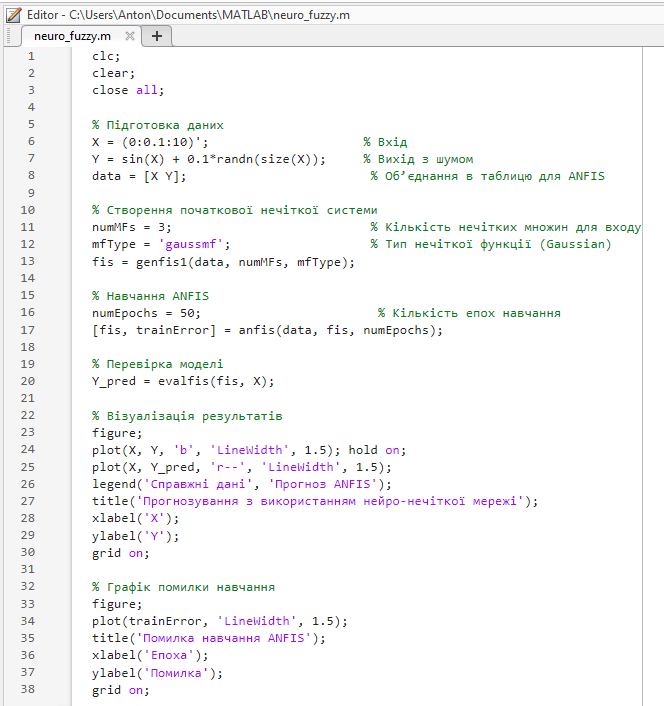 Editor - C:\Users\Anton\Documents\MATLAB\neuro_fuzzy.m
neuro_fuzzy.m
1 clc;
2 clear;
3 close all;
4
5 % Підготовка даних
6 X = (0:0.1:10)'; % Вхід
7 Y = sin(X) + 0.1*randn(size(X)); % Вихід з шумом
8 data = [X Y]; % Об’єднання в таблицю для ANFIS
9
10 % Створення початкової нечіткої системи
11 numMFs = 3; % Кількість нечітких множин для входу
12 mfType = 'gaussmf'; % Тип нечіткої функції (Gaussian)
13 fis = genfis1(data, numMFs, mfType);
14
15 % Навчання ANFIS
16 numEpochs = 50; % Кількість епох навчання
17 [fis, trainError] = anfis(data, fis, numEpochs);
18
19 % Перевірка моделі
20 Y_pred = evalfis(fis, X);
21
22 % Візуалізація результатів
23 figure;
24 plot(X, Y, 'b', 'LineWidth', 1.5); hold on;
25 plot(X, Y_pred, 'r--', 'LineWidth', 1.5);
26 legend('Справжні дані', 'Прогноз ANFIS');
27 title('Прогнозування з використанням нейро-нечіткої мережі');
28 xlabel('X');
29 ylabel('Y');
30 grid on;
31
32 % Графік помилки навчання
33 figure;
34 plot(trainError, 'LineWidth', 1.5);
35 title('Помилка навчання ANFIS');
36 xlabel('Епоха');
37 ylabel('Помилка');
38 grid on;